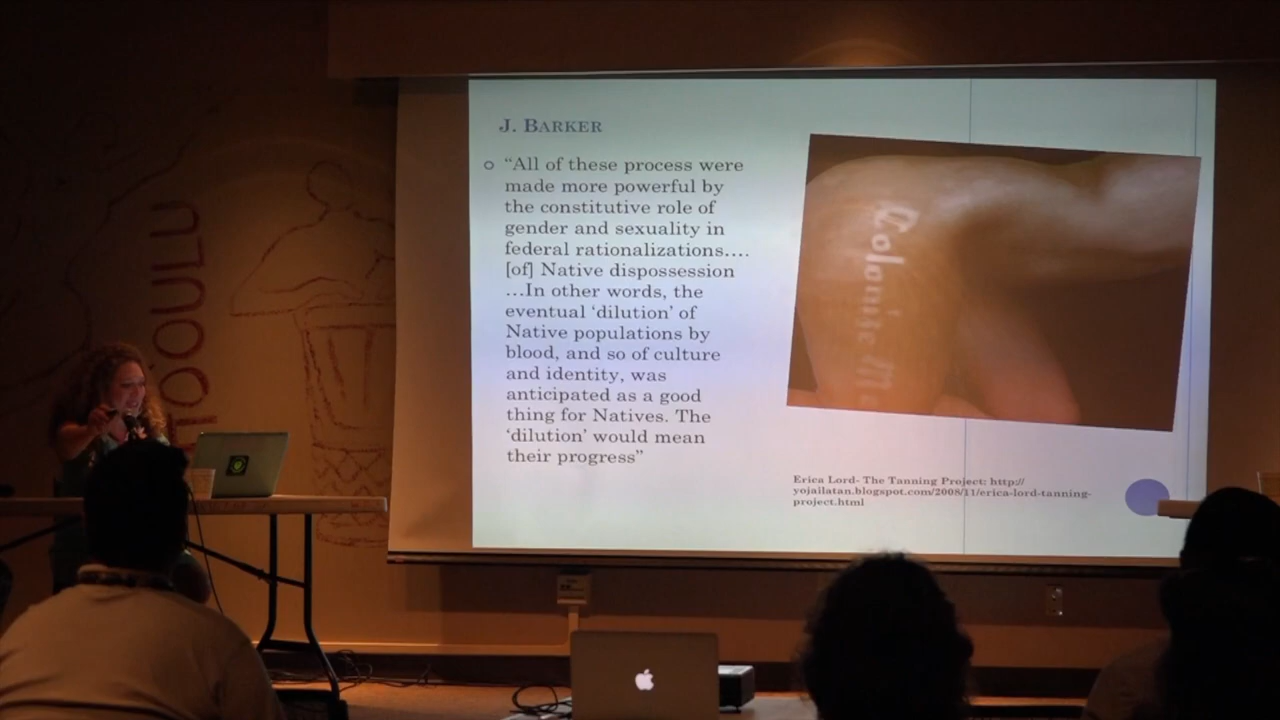 J. BARKER
“All of these process were
made more powerful by
the constitutive role of
gender and sexuality in
federal rationalizations….
[of] Native dispossession
…In other words, the
eventual ‘dilution’ of
Native populations by
blood, and so of culture
and identity, was
anticipated as a good
thing for Natives. The
‘dilution’ would mean
their progress”
Colonize Me
Erica Lord- The Tanning Project: http://
yojailatan.blogspot.com/2008/11/erica-lord-tanning-
project.html